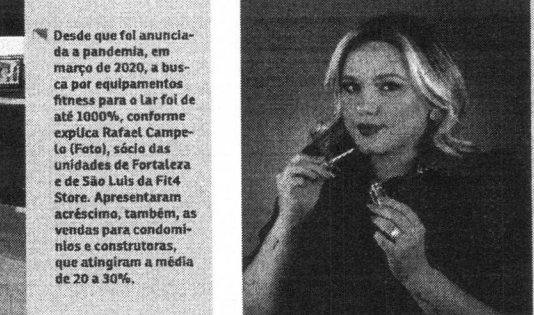 Desde que foi anuncia-
da a pandemia, em
março de 2020, a bus-
ca por equipamentos
fitness para o lar foi de
até 1000%, conforme
explica Rafael Campe-
lo (Foto), sócio das
unidades de Fortaleza
e de São Luís da Fit4
Store. Apresentaram
acréscimo, também, as
vendas para condomí-
nios e construtoras,
que atingiram a média
de 20 a 30%.